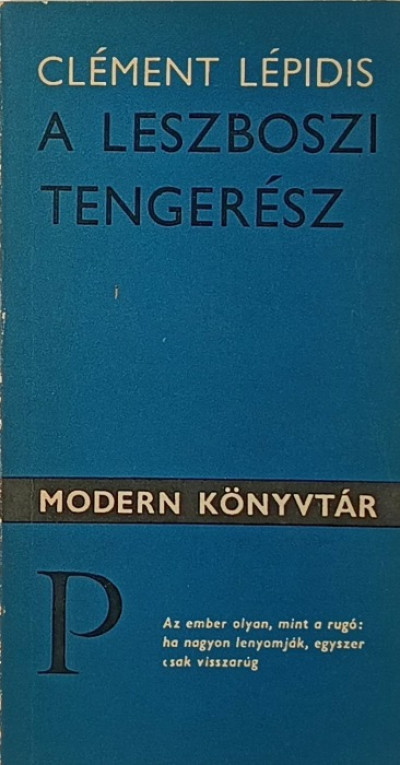 CLÉMENT LÉPIDIS
A LESZBOSZI
TENGERÉSZ
MODERN KÖNYVTÁR
P
Az ember olyan, mint a rugó:
ha nagyon lenyomják, egyszer
csak visszarúg